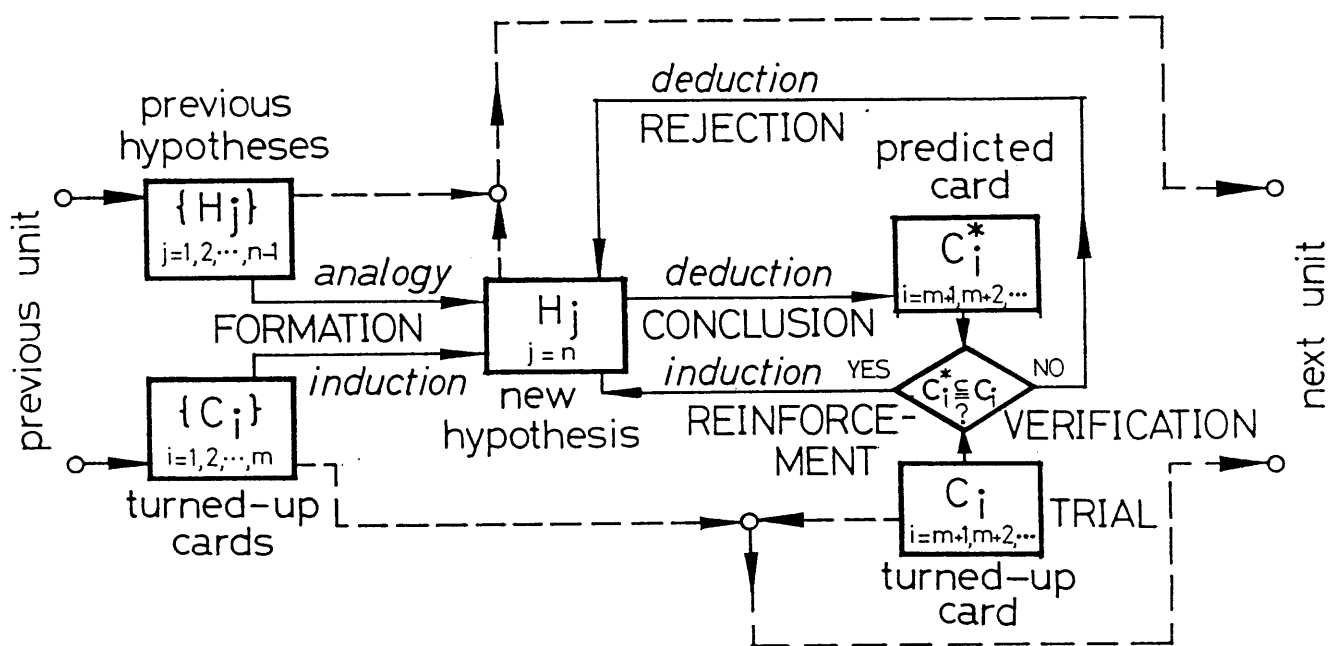 previous unit
previous
hypotheses
{Hj}
j=1,2,⋯,n-1
analogy
FORMATION
induction
{Ci}
i=1,2,⋯,m
turned-up
cards
Hj
j=n
new
hypothesis
deduction
REJECTION
deduction
CONCLUSION
induction
REINFORCE-
MENT
predicted
card
C*i
i=m+1,m+2,⋯
YES
NO
C*i ≦ Ci
?
VERIFICATION
Ci
i=m+1,m+2,⋯
TRIAL
turned-up
card
next unit